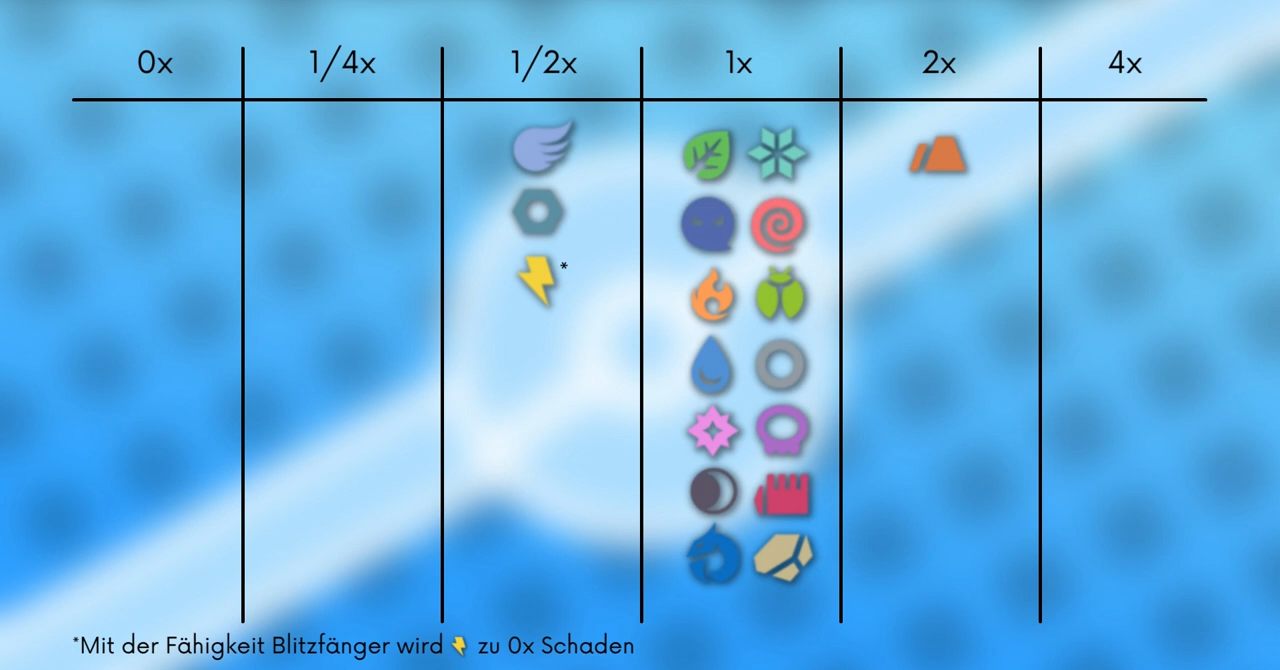 0x 1/4x 1/2x 1x 2x 4x
*
*Mit der Fähigkeit Blitzfänger wird zu 0x Schaden